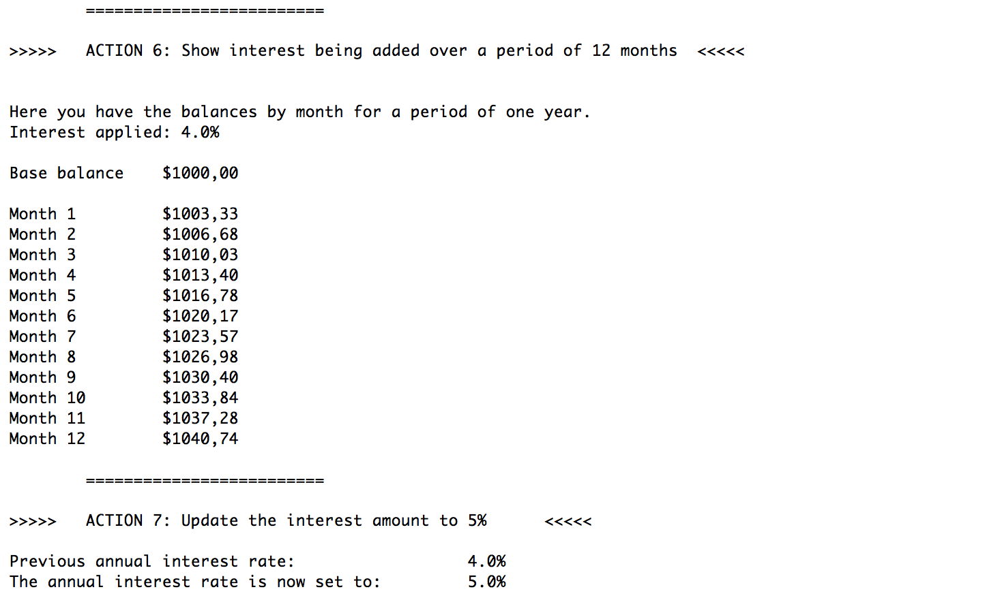 =========================
>>>>>   ACTION 6: Show interest being added over a period of 12 months  <<<<<
Here you have the balances by month for a period of one year.
Interest applied: 4.0%
Base balance    $1000,00
Month 1         $1003,33
Month 2         $1006,68
Month 3         $1010,03
Month 4         $1013,40
Month 5         $1016,78
Month 6         $1020,17
Month 7         $1023,57
Month 8         $1026,98
Month 9         $1030,40
Month 10        $1033,84
Month 11        $1037,28
Month 12        $1040,74
=========================
>>>>>   ACTION 7: Update the interest amount to 5%      <<<<<
Previous annual interest rate:                  4.0%
The annual interest rate is now set to:         5.0%